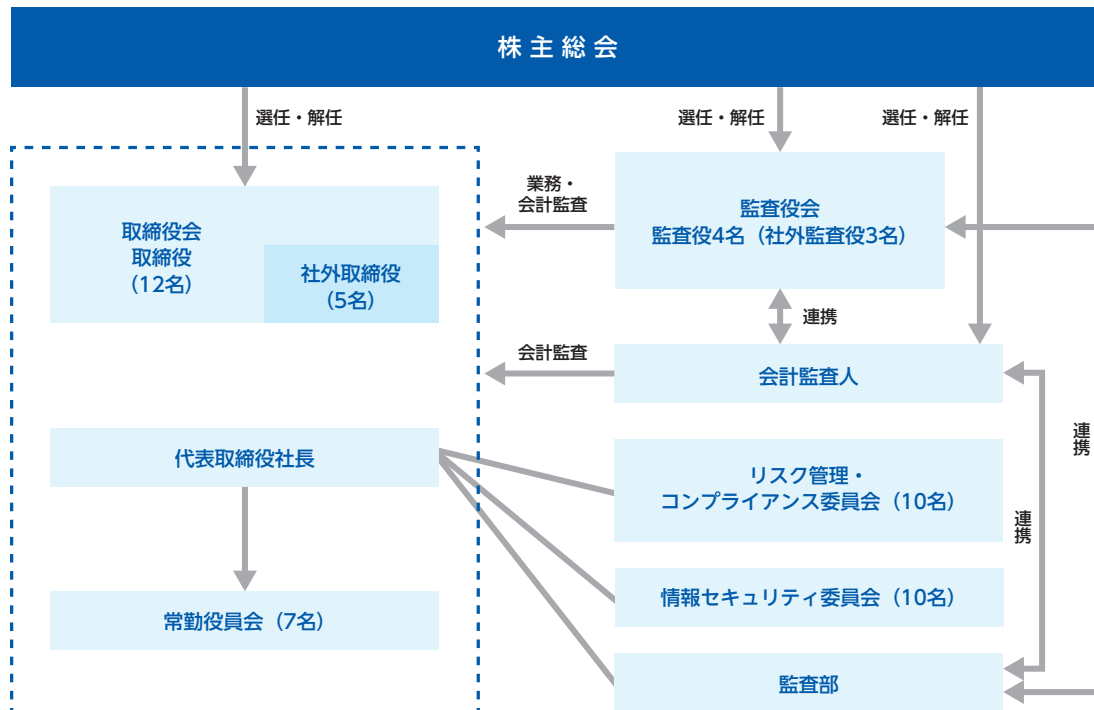 株主総会
選任・解任
選任・解任
選任・解任
取締役会
取締役
（12名）
社外取締役
（5名）
業務・
会計監査
監査役会
監査役4名（社外監査役3名）
連携
会計監査
会計監査人
代表取締役社長
リスク管理・
コンプライアンス委員会（10名）
連携
連携
情報セキュリティ委員会（10名）
常勤役員会（7名）
監査部